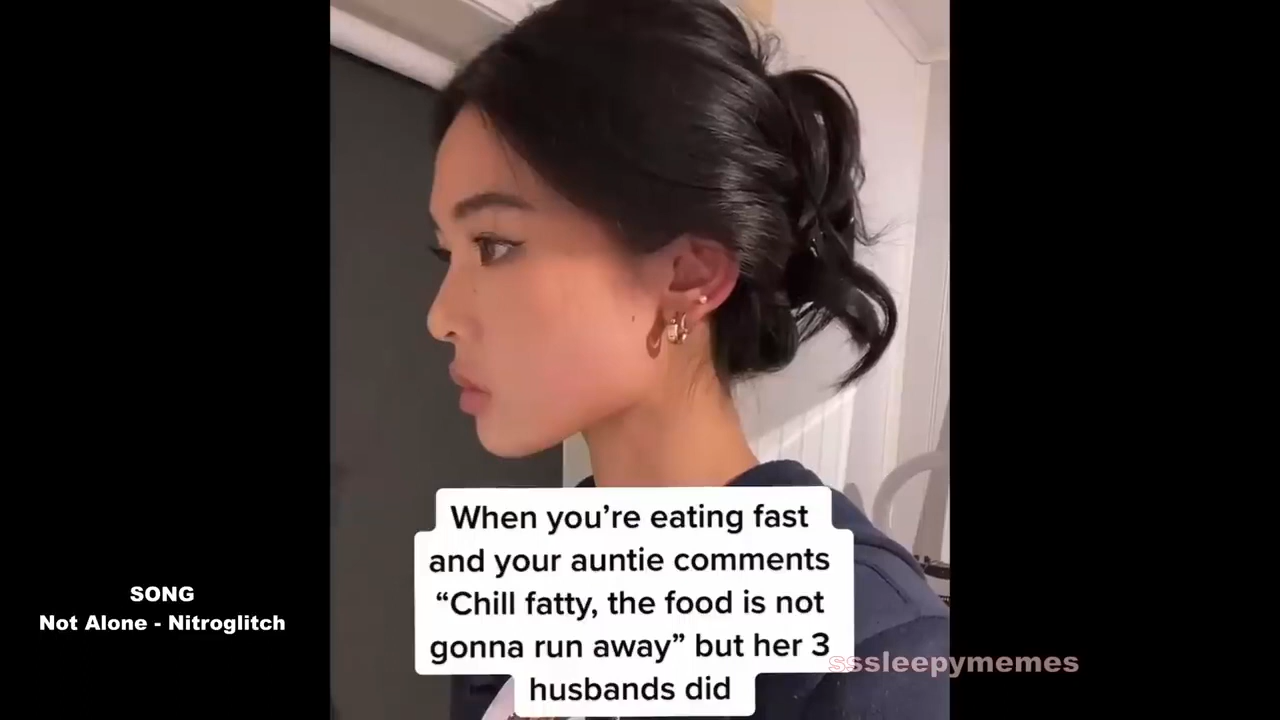 When you’re eating fast
and your auntie comments
“Chill fatty, the food is not
gonna run away” but her 3
husbands did
SONG
Not Alone - Nitroglitch
sssleepymemes